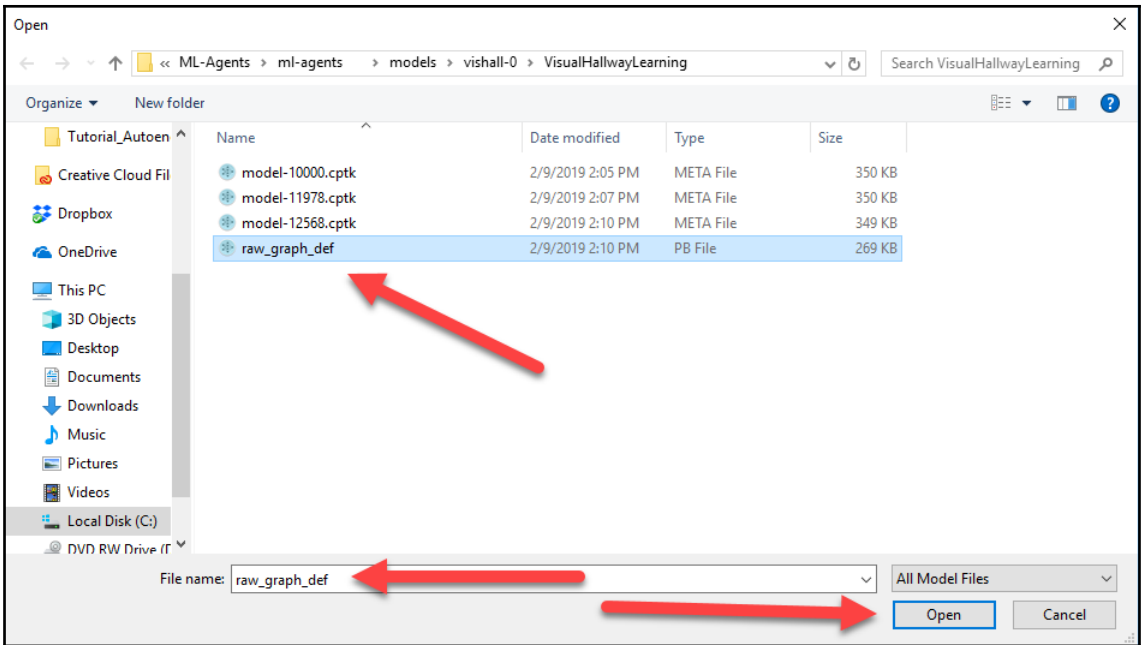 Open
« ML-Agents › ml-agents › models › vishall-0 › VisualHallwayLearning
Search VisualHallwayLearning
Organize
New folder
Name
Date modified
Type
Size
Tutorial_Autoen
Creative Cloud Fil
Dropbox
OneDrive
This PC
3D Objects
Desktop
Documents
Downloads
Music
Pictures
Videos
Local Disk (C:)
DVD RW Drive (D
model-10000.cptk 2/9/2019 2:05 PM META File 350 KB
model-11978.cptk 2/9/2019 2:07 PM META File 350 KB
model-12568.cptk 2/9/2019 2:10 PM META File 349 KB
raw_graph_def 2/9/2019 2:10 PM PB File 269 KB
File name: raw_graph_def
All Model Files
Open
Cancel